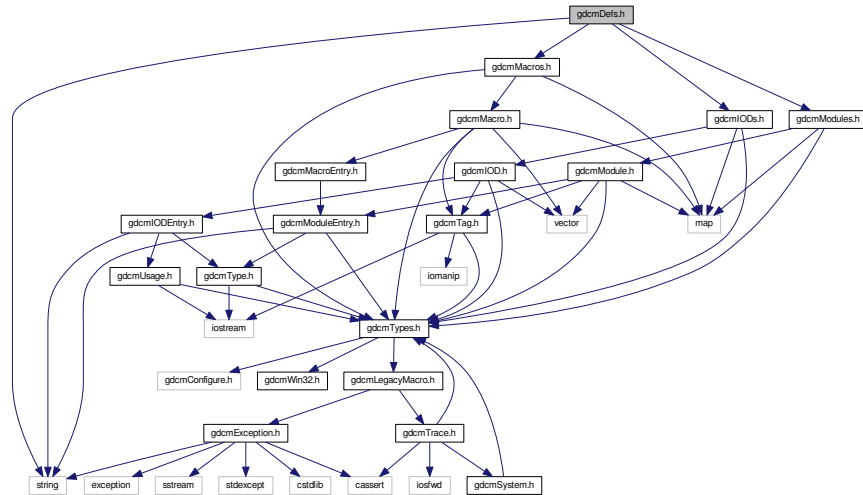 gdcmDefs.h
gdcmMacros.h
gdcmMacro.h
gdcmIODs.h
gdcmModules.h
gdcmMacroEntry.h
gdcmIOD.h
gdcmModule.h
gdcmIODEntry.h
gdcmModuleEntry.h
gdcmTag.h
vector
map
gdcmUsage.h
gdcmType.h
iomanip
iostream
gdcmTypes.h
gdcmConfigure.h
gdcmWin32.h
gdcmLegacyMacro.h
gdcmException.h
gdcmTrace.h
string
exception
sstream
stdexcept
cstdlib
cassert
iosfwd
gdcmSystem.h